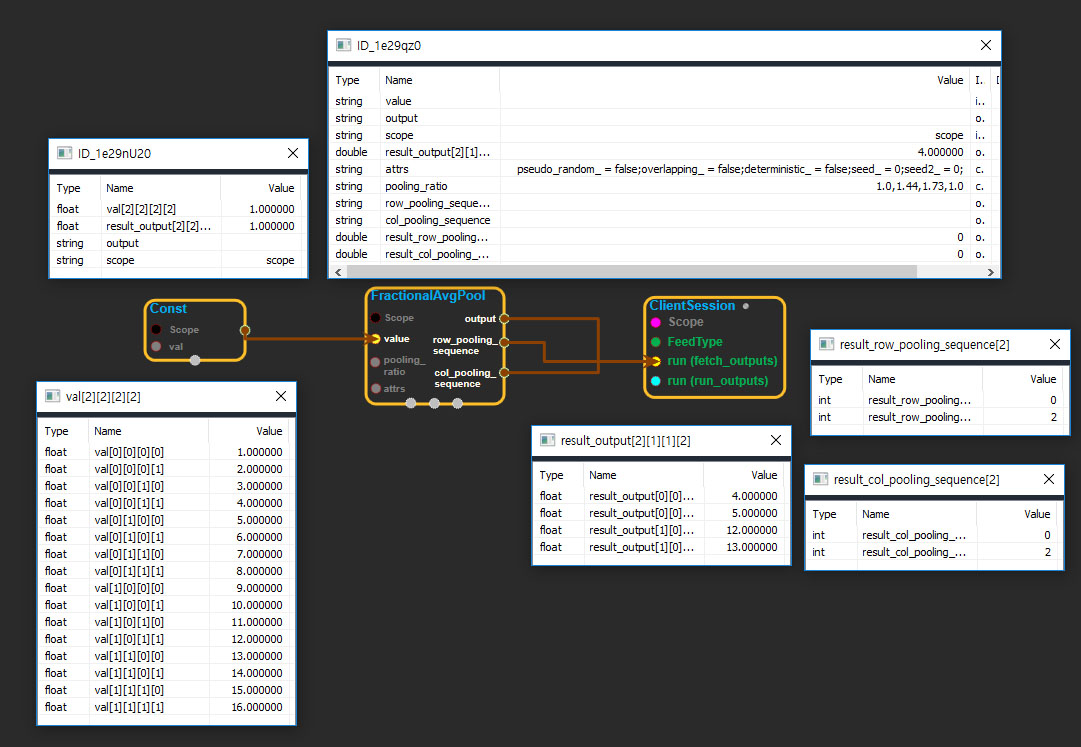 ID_1e29qz0
Type Name Value I.. D
string value i..
string output o..
string scope scope i..
double result_output[2][1]... 4.000000 o..
string attrs pseudo_random_ = false;overlapping_ = false;deterministic_ = false;seed_ = 0;seed2_ = 0; c..
string pooling_ratio 1.0,1.44,1.73,1.0 c..
string row_pooling_seque... o..
string col_pooling_sequence o..
double result_row_pooling... 0 o..
double result_col_pooling_... 0 o..
ID_1e29nU20
Type Name Value
float val[2][2][2][2] 1.000000
float result_output[2][2]... 1.000000
string output
string scope scope
Const
Scope
val
FractionalAvgPool
Scope
value
pooling_
ratio
attrs
output
row_pooling_
sequence
col_pooling_
sequence
ClientSession
Scope
FeedType
run (fetch_outputs)
run (run_outputs)
result_row_pooling_sequence[2]
Type Name Value
int result_row_pooling... 0
int result_row_pooling... 2
val[2][2][2][2]
Type Name Value
float val[0][0][0][0] 1.000000
float val[0][0][0][1] 2.000000
float val[0][0][1][0] 3.000000
float val[0][0][1][1] 4.000000
float val[0][1][0][0] 5.000000
float val[0][1][0][1] 6.000000
float val[0][1][1][0] 7.000000
float val[0][1][1][1] 8.000000
float val[1][0][0][0] 9.000000
float val[1][0][0][1] 10.000000
float val[1][0][1][0] 11.000000
float val[1][0][1][1] 12.000000
float val[1][1][0][0] 13.000000
float val[1][1][0][1] 14.000000
float val[1][1][1][0] 15.000000
float val[1][1][1][1] 16.000000
result_output[2][1][1][2]
Type Name Value
float result_output[0][0]... 4.000000
float result_output[0][0]... 5.000000
float result_output[1][0]... 12.000000
float result_output[1][0]... 13.000000
result_col_pooling_sequence[2]
Type Name Value
int result_col_pooling_... 0
int result_col_pooling_... 2